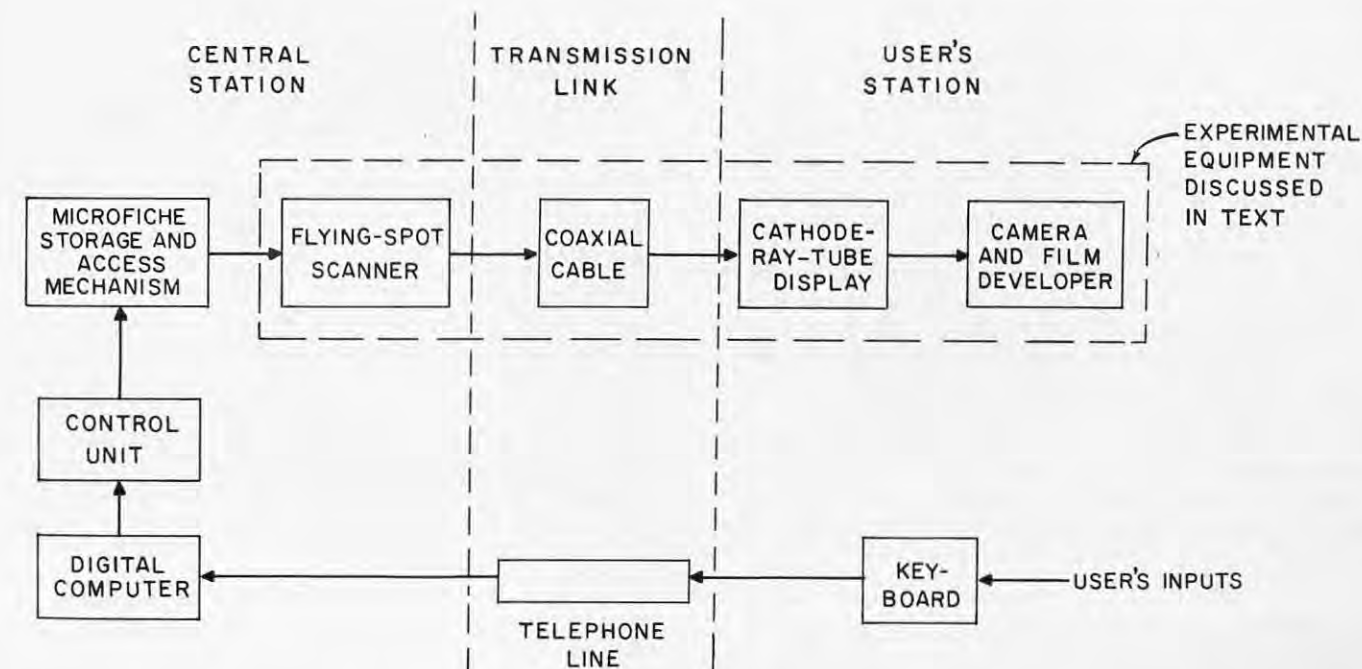 CENTRAL
STATION
TRANSMISSION
LINK
USER'S
STATION
EXPERIMENTAL
EQUIPMENT
DISCUSSED
IN TEXT
MICROFICHE
STORAGE AND
ACCESS
MECHANISM
FLYING-SPOT
SCANNER
COAXIAL
CABLE
CATHODE-
RAY-TUBE
DISPLAY
CAMERA
AND FILM
DEVELOPER
CONTROL
UNIT
DIGITAL
COMPUTER
KEY-
BOARD
USER'S INPUTS
TELEPHONE
LINE